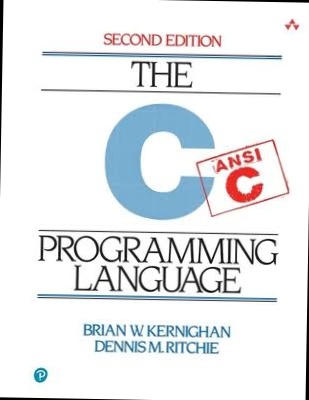 SECOND EDITION
THE
C
ANSI
C
PROGRAMMING
LANGUAGE
BRIAN W. KERNIGHAN
DENNIS M. RITCHIE
P